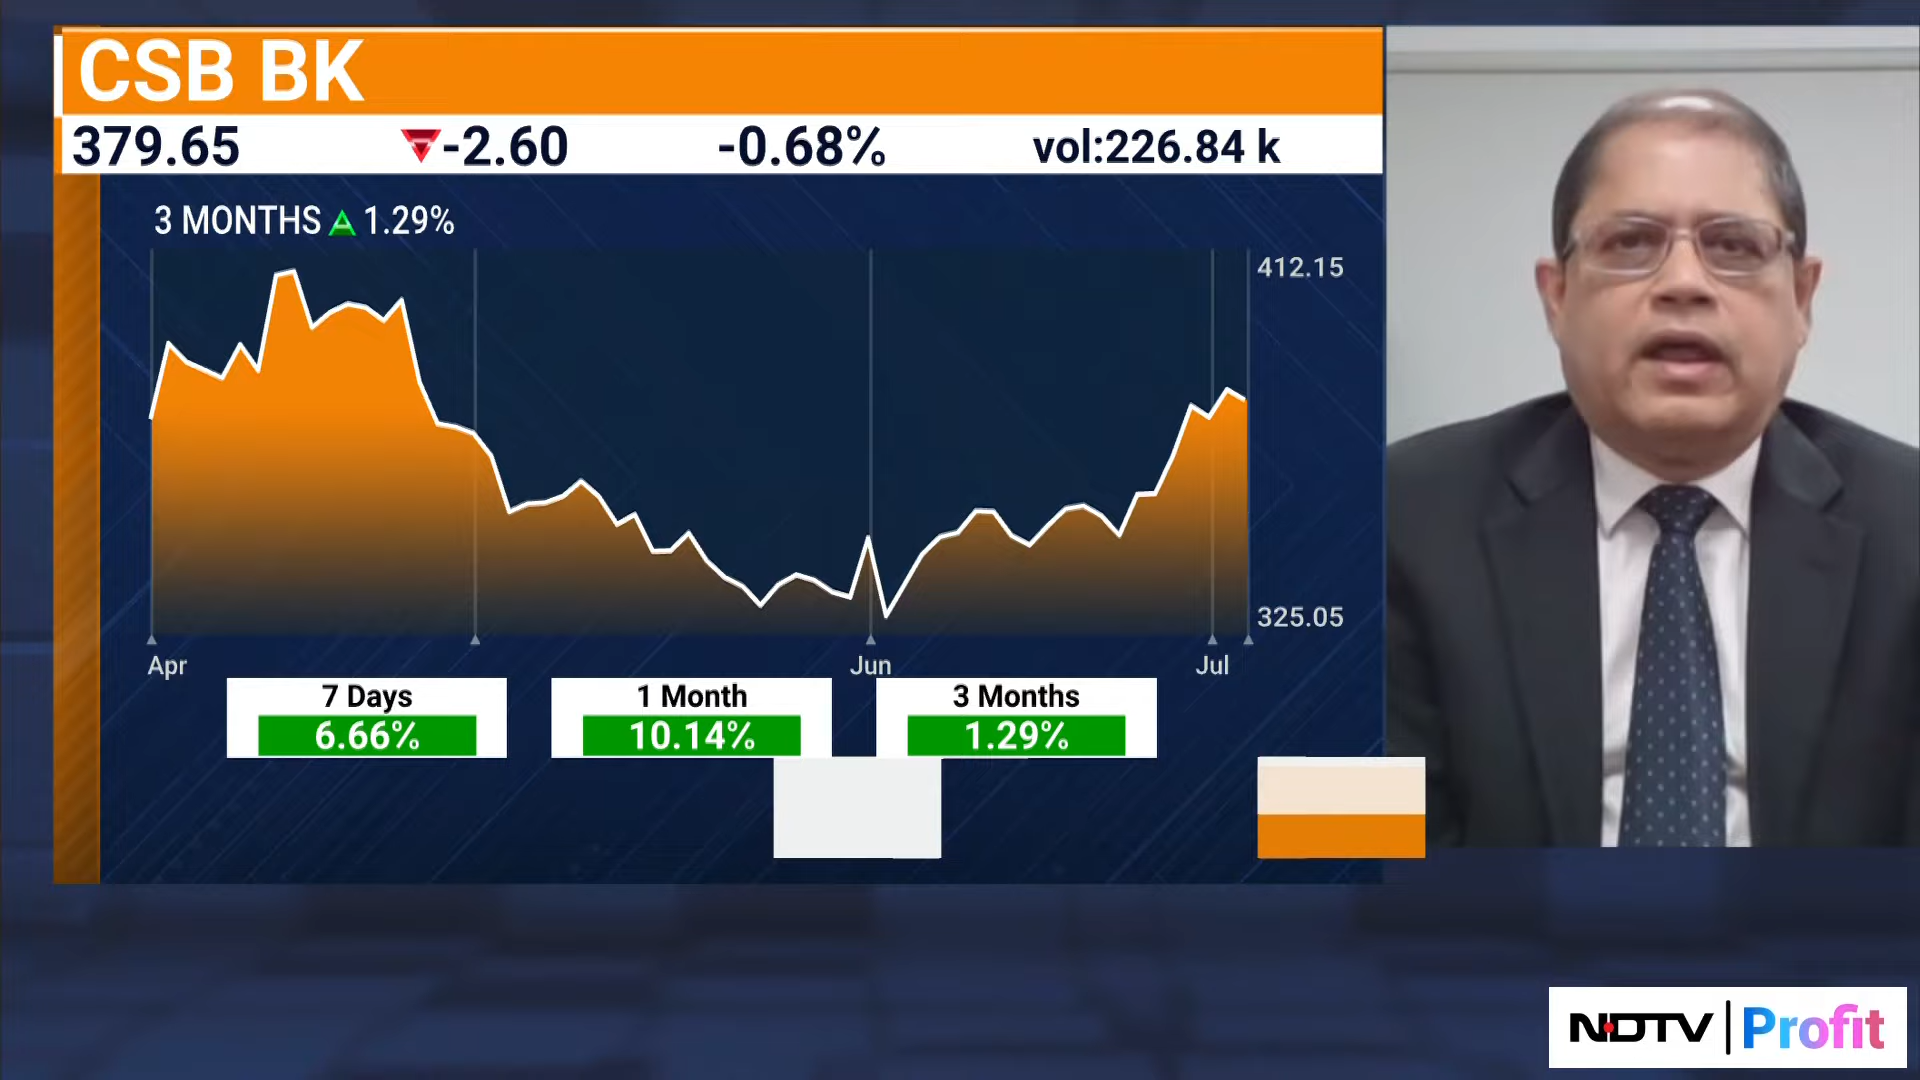 CSB BK
379.65 -2.60 -0.68% vol:226.84 k
3 MONTHS 1.29%
412.15
325.05
Apr Jun Jul
7 Days 1 Month 3 Months
6.66% 10.14% 1.29%
NDTV Profit